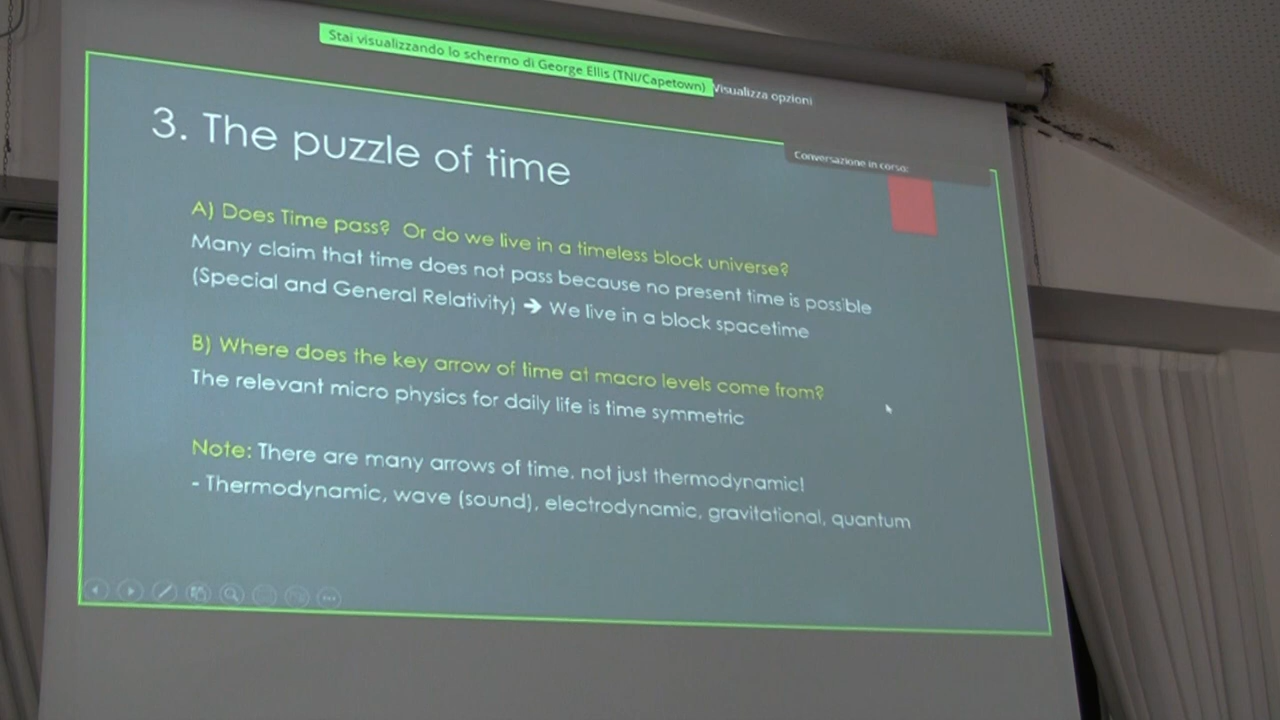 Stai visualizzando lo schermo di George Ellis (TNI/Capetown) Visualizza opzioni
Conversazione in corso:
3. The puzzle of time
A) Does Time pass? Or do we live in a timeless block universe?
Many claim that time does not pass because no present time is possible
(Special and General Relativity) ➔ We live in a block spacetime
B) Where does the key arrow of time at macro levels come from?
The relevant micro physics for daily life is time symmetric
Note: There are many arrows of time, not just thermodynamic!
- Thermodynamic, wave (sound), electrodynamic, gravitational, quantum